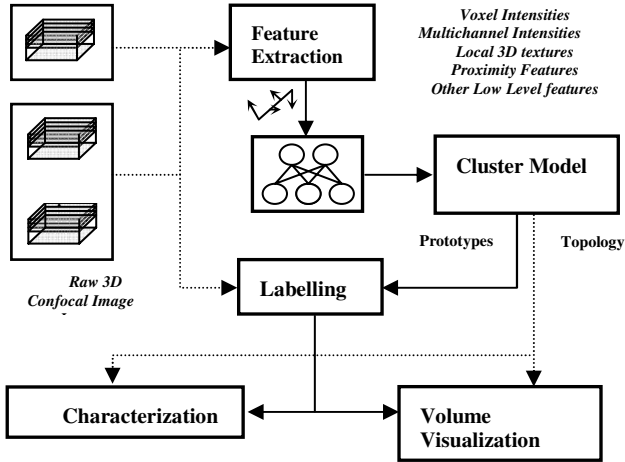 Feature
Extraction
Voxel Intensities
Multichannel Intensities
Local 3D textures
Proximity Features
Other Low Level features
Cluster Model
Prototypes
Topology
Raw 3D
Confocal Image
Labelling
Characterization
Volume
Visualization